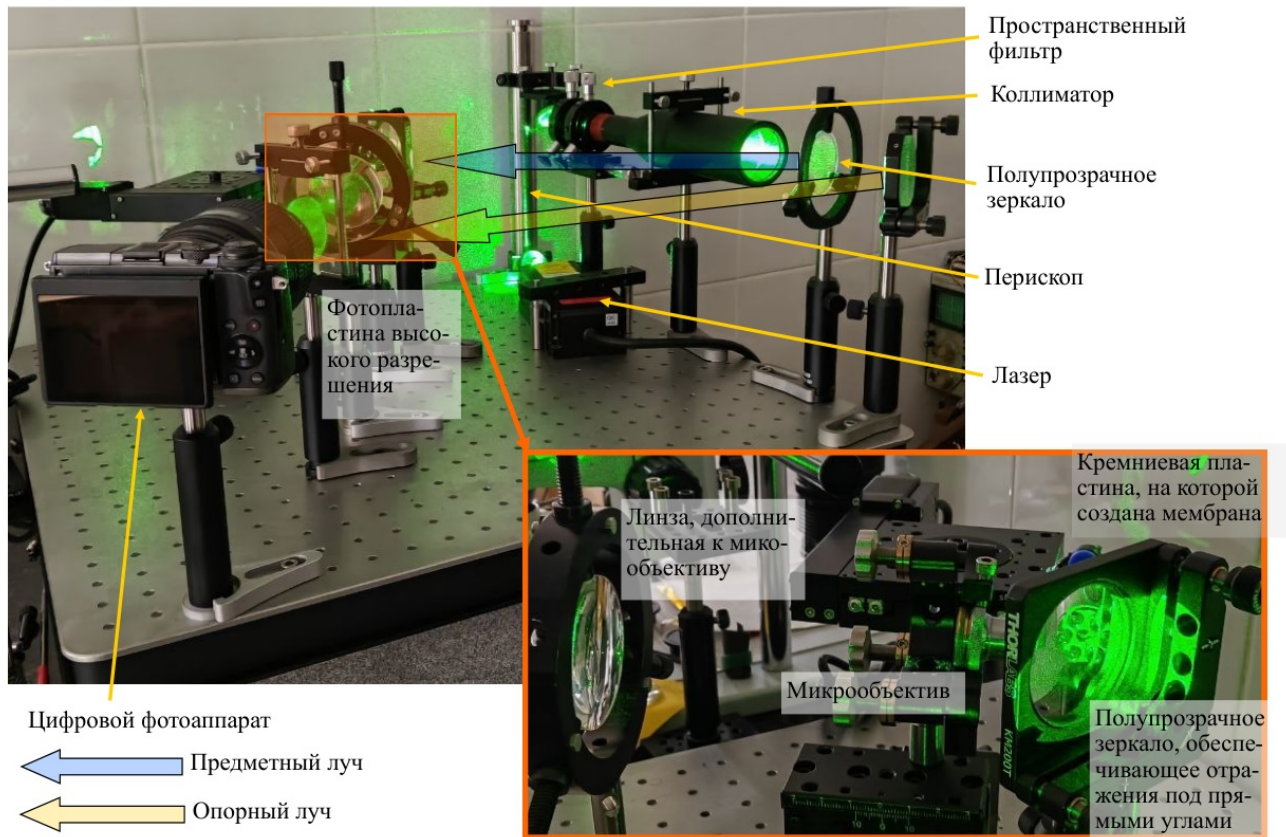 Пространственный
фильтр
Коллиматор
Полупрозрачное
зеркало
Перископ
Лазер
Фотопла-
стина высо-
кого разре-
шения
Цифровой фотоаппарат
Предметный луч
Опорный луч
Линза, дополни-
тельная к мико-
объективу
Кремниевая пла-
стина, на которой
создана мембрана
Микрообъектив
THORLABS
KM200T
Полупрозрачное
зеркало, обеспе-
чивающее отра-
жения под пря-
мыми углами